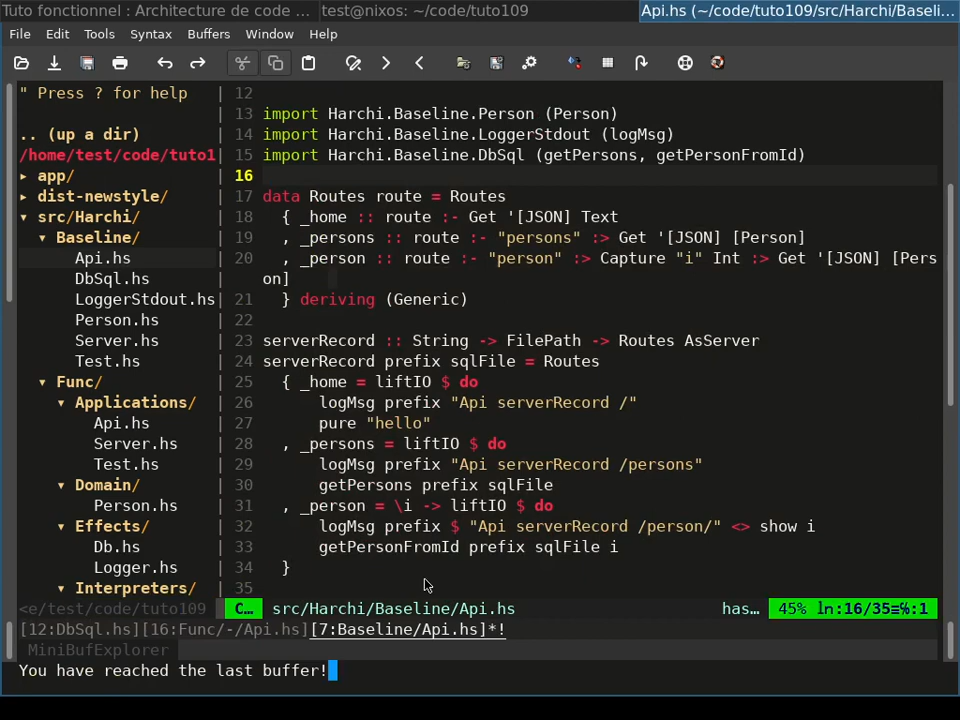 Tuto fonctionnel : Architecture de code ...
test@nixos: ~/code/tuto109
Api.hs (~/code/tuto109/src/Harchi/Baseli...
File Edit Tools Syntax Buffers Window Help
" Press ? for help
.. (up a dir)
/home/test/code/tuto1
▸ app/
▸ dist-newstyle/
▾ src/Harchi/
▾ Baseline/
Api.hs
DbSql.hs
LoggerStdout.hs
Person.hs
Server.hs
Test.hs
▾ Func/
▾ Applications/
Api.hs
Server.hs
Test.hs
▾ Domain/
Person.hs
▾ Effects/
Db.hs
Logger.hs
▾ Interpreters/
<e/test/code/tuto109
12
13 import Harchi.Baseline.Person (Person)
14 import Harchi.Baseline.LoggerStdout (logMsg)
15 import Harchi.Baseline.DbSql (getPersons, getPersonFromId)
16
17 data Routes route = Routes
18   { _home :: route :- Get '[JSON] Text
19   , _persons :: route :- "persons" :> Get '[JSON] [Person]
20   , _person :: route :- "person" :> Capture "i" Int :> Get '[JSON] [Pers
on]
21   } deriving (Generic)
22
23 serverRecord :: String -> FilePath -> Routes AsServer
24 serverRecord prefix sqlFile = Routes
25   { _home = liftIO $ do
26       logMsg prefix "Api serverRecord /"
27       pure "hello"
28   , _persons = liftIO $ do
29       logMsg prefix "Api serverRecord /persons"
30       getPersons prefix sqlFile
31   , _person = \i -> liftIO $ do
32       logMsg prefix $ "Api serverRecord /person/" <> show i
33       getPersonFromId prefix sqlFile i
34   }
35
C... src/Harchi/Baseline/Api.hs has... 45% ln:16/35≡%:1
[12:DbSql.hs][16:Func/-/Api.hs][7:Baseline/Api.hs]*!
MiniBufExplorer
You have reached the last buffer!